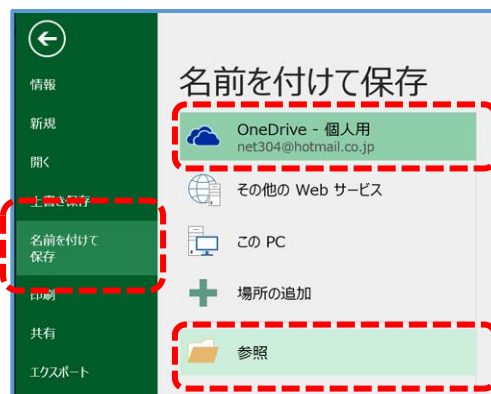 情報
新規
開く
上書き保存
名前を付けて
保存
印刷
共有
エクスポート
名前を付けて保存
OneDrive - 個人用
net304@hotmail.co.jp
その他の Web サービス
この PC
場所の追加
参照